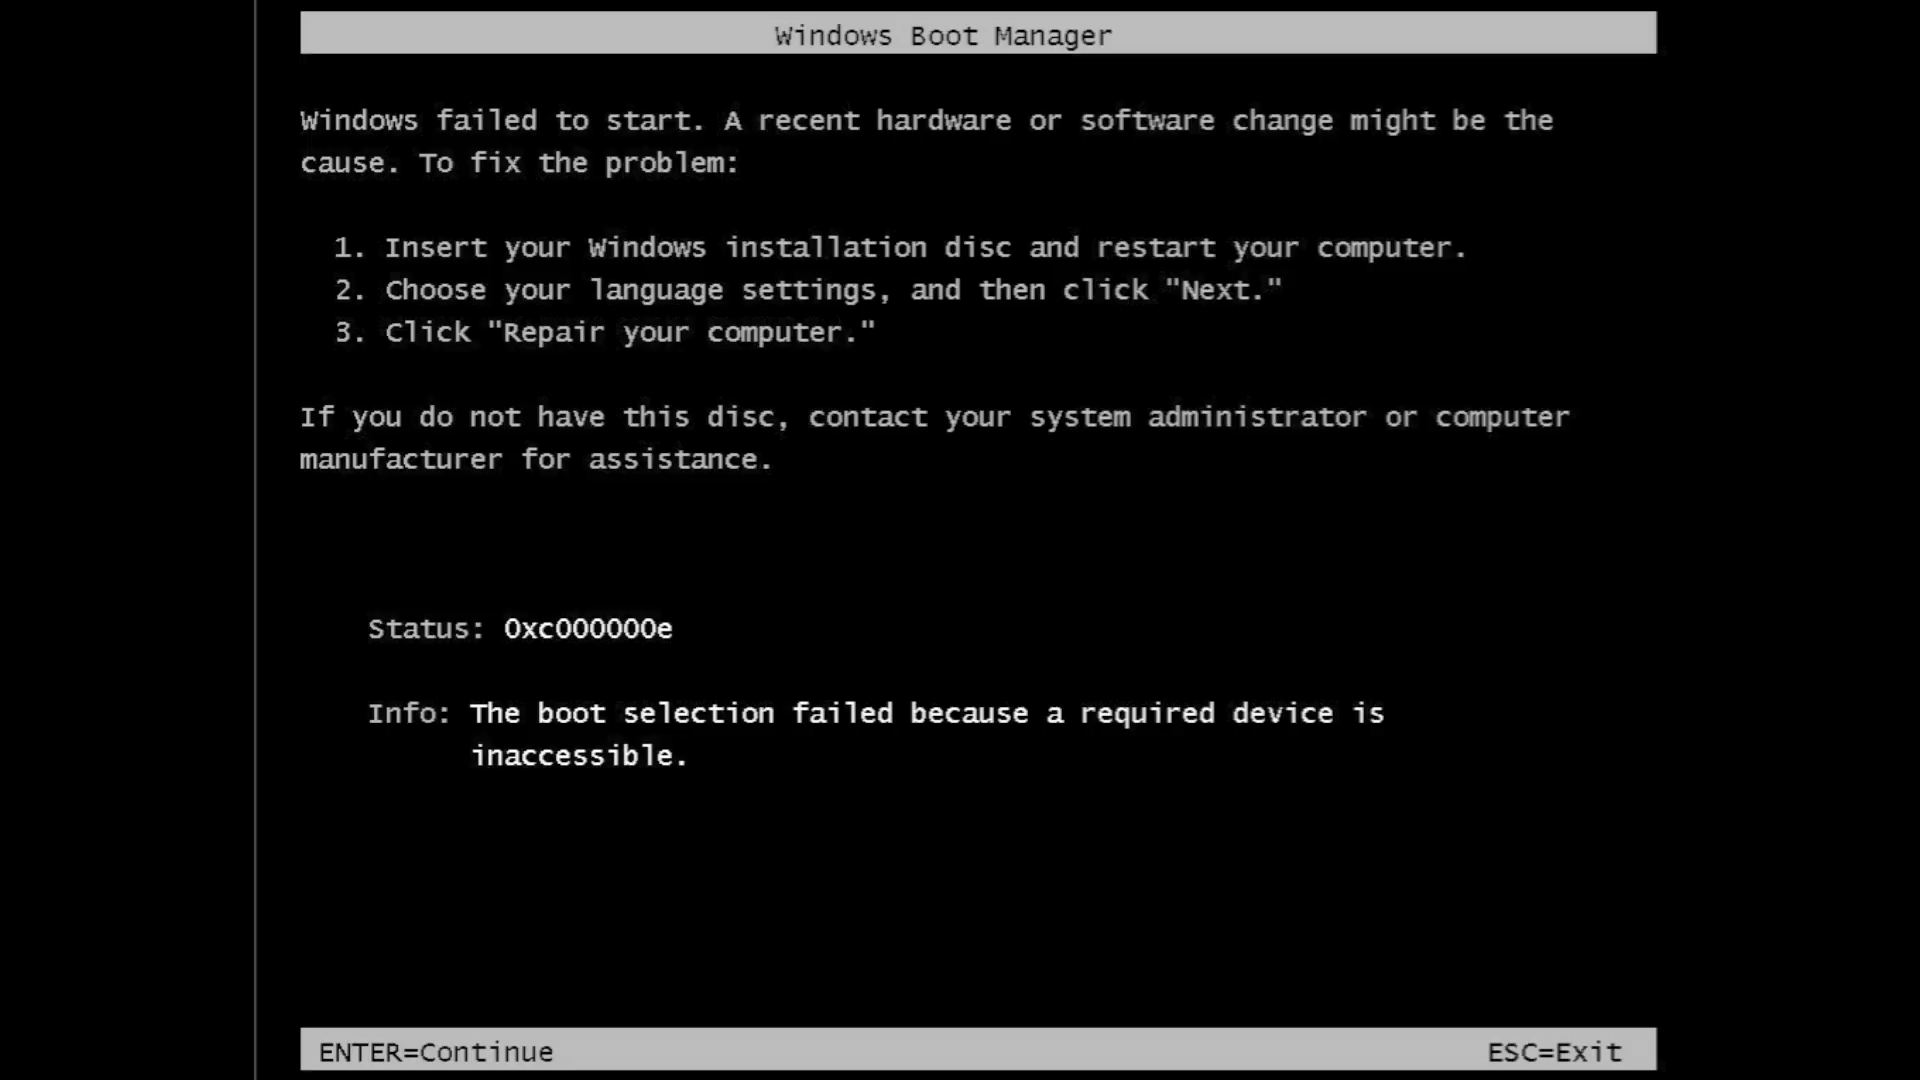 Windows Boot Manager
Windows failed to start. A recent hardware or software change might be the
cause. To fix the problem:
1. Insert your Windows installation disc and restart your computer.
2. Choose your language settings, and then click "Next."
3. Click "Repair your computer."
If you do not have this disc, contact your system administrator or computer
manufacturer for assistance.
Status: 0xc000000e
Info: The boot selection failed because a required device is
inaccessible.
ENTER=Continue ESC=Exit